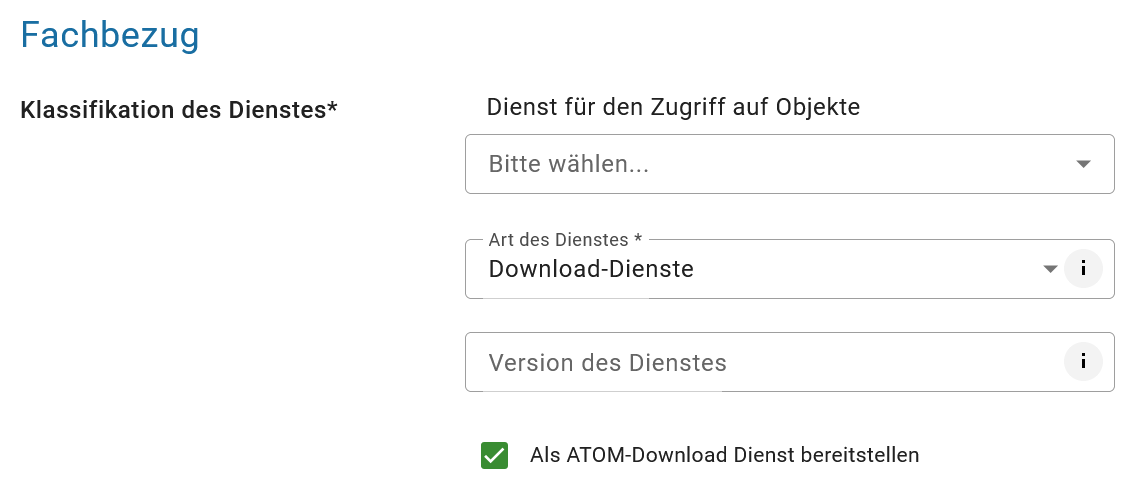 Fachbezug
Klassifikation des Dienstes*
Dienst für den Zugriff auf Objekte
Bitte wählen...
Art des Dienstes *
Download-Dienste
i
Version des Dienstes
i
Als ATOM-Download Dienst bereitstellen